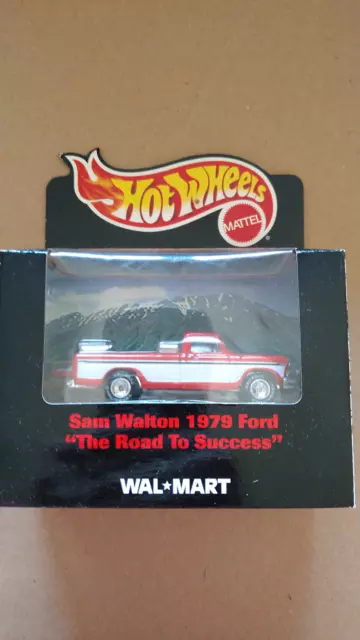 HOT WHEELS
MATTEL
Sam Walton 1979 Ford
"The Road To Success"
WAL★MART